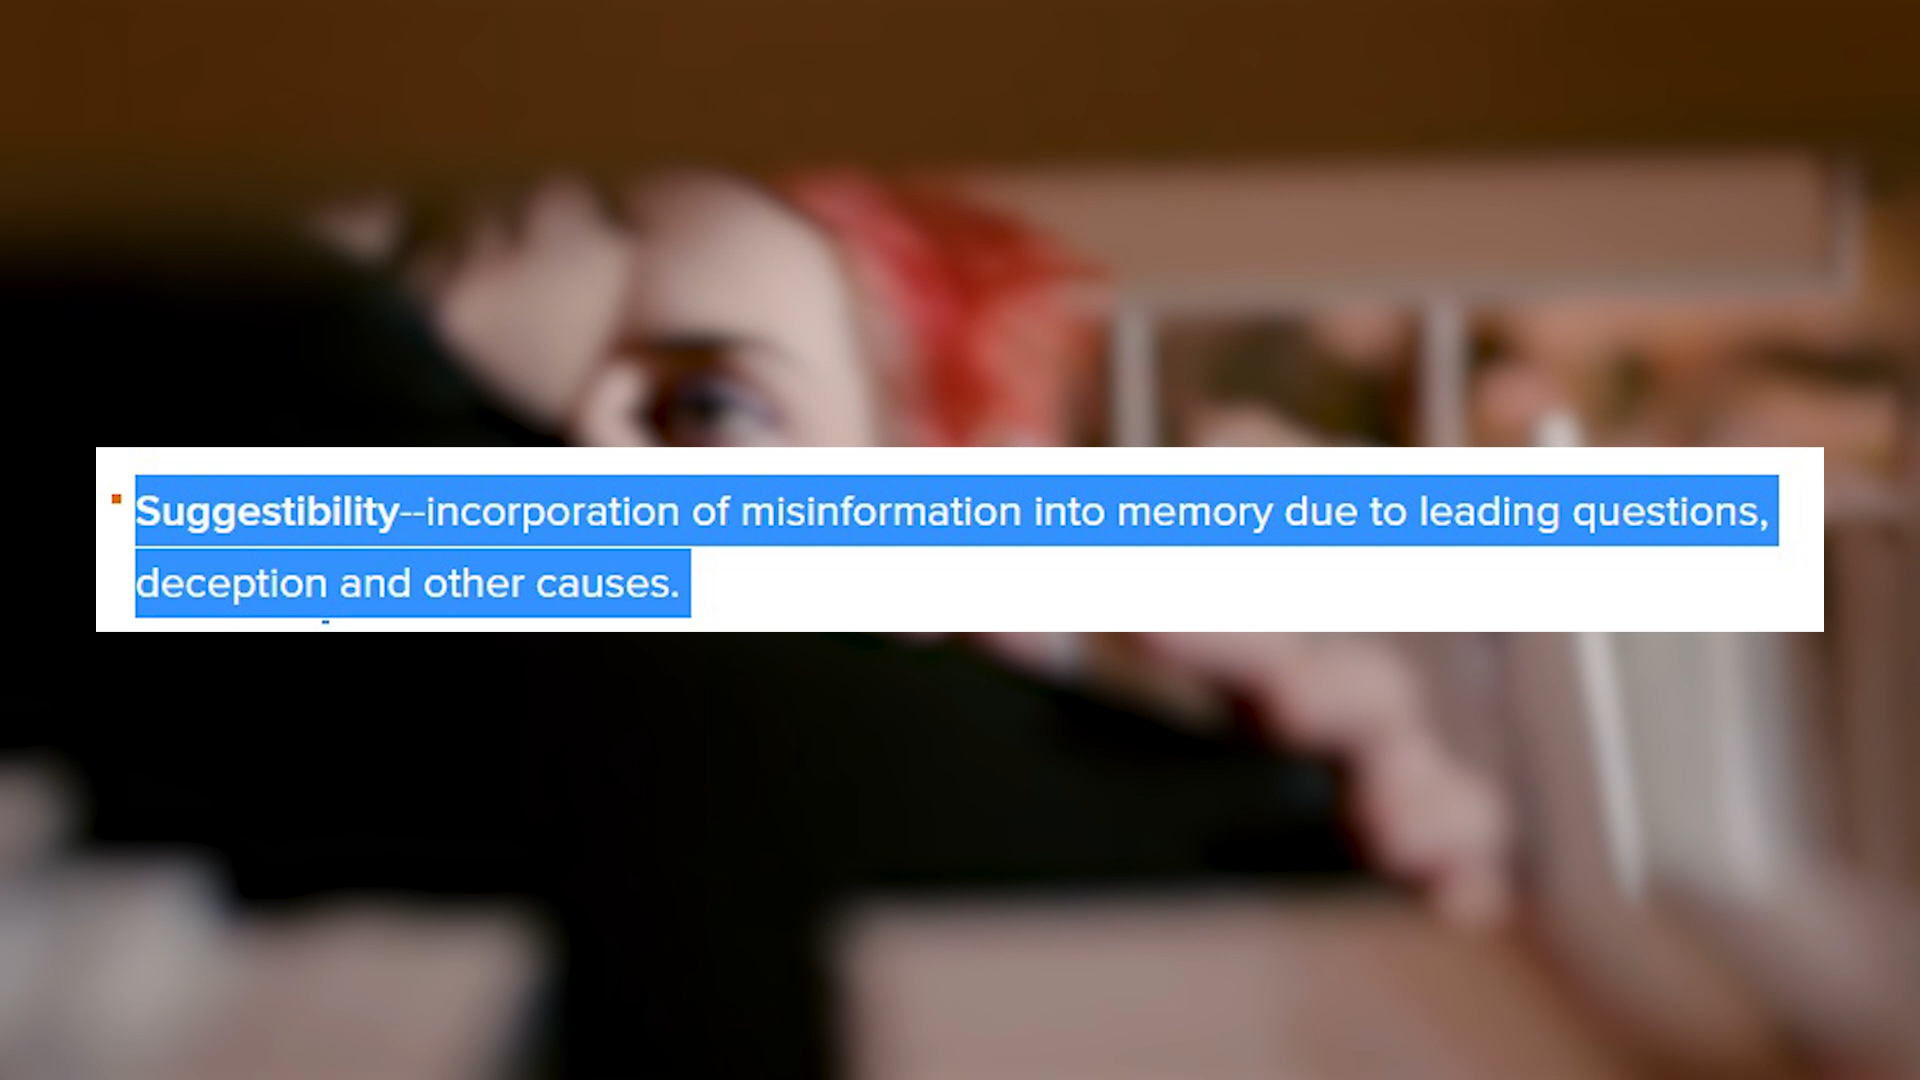 Suggestibility--incorporation of misinformation into memory due to leading questions,
deception and other causes.